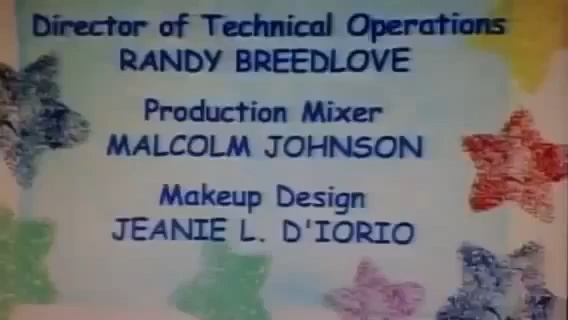 Director of Technical Operations
RANDY BREEDLOVE
Production Mixer
MALCOLM JOHNSON
Makeup Design
JEANIE L. D'IORIO